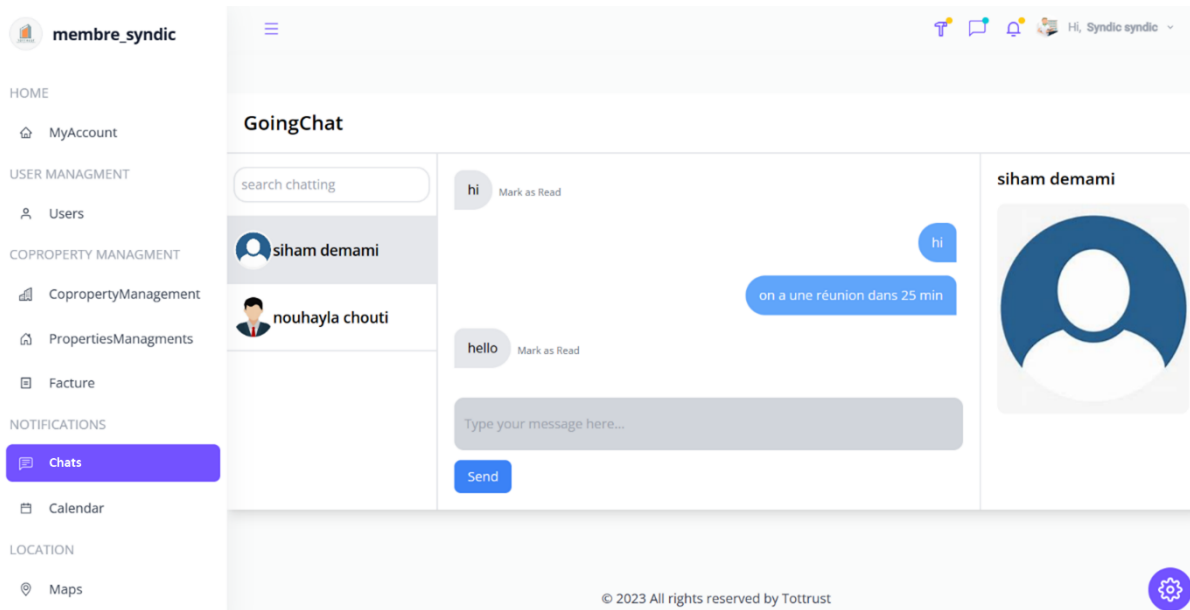 membre_syndic
Hi, Syndic syndic
HOME
MyAccount
USER MANAGMENT
Users
COPROPERTY MANAGMENT
CopropertyManagement
PropertiesManagments
Facture
NOTIFICATIONS
Chats
Calendar
LOCATION
Maps
GoingChat
search chatting
siham demami
nouhayla chouti
hi Mark as Read
hi
on a une réunion dans 25 min
hello Mark as Read
Type your message here...
Send
siham demami
© 2023 All rights reserved by Tottrust